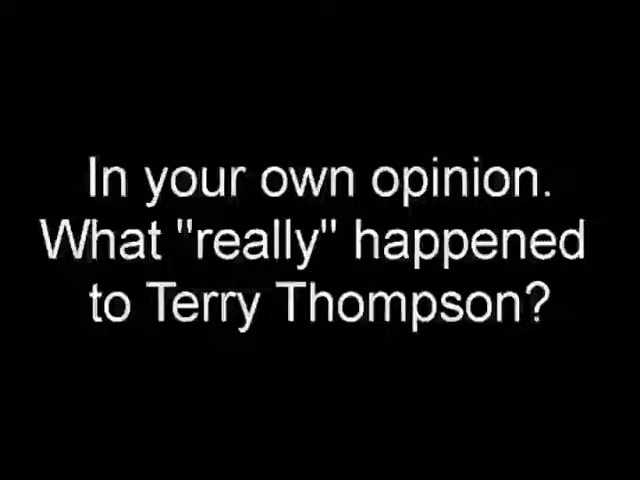 In your own opinion.
What "really" happened
to Terry Thompson?